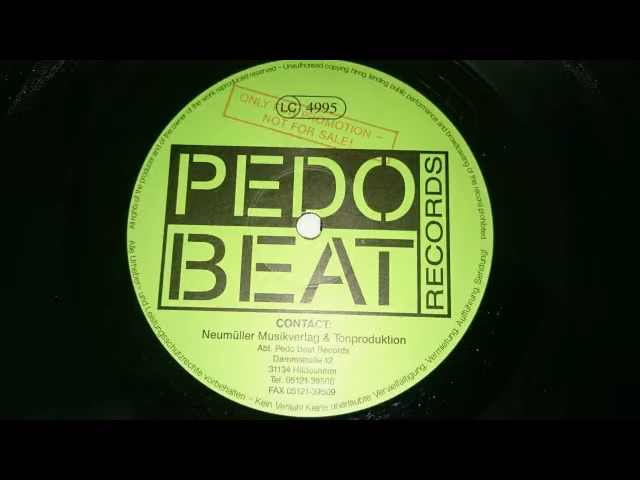 All rights of the producer and of the owner of the work reproduced reserved – Unauthorised copying, hiring, lending, public performance and broadcasting of this record prohibited
LC 4995
ONLY FOR PROMOTION –
NOT FOR SALE!
PEDO
BEAT
RECORDS
CONTACT:
Neumüller Musikverlag & Tonproduktion
Abt. Pedo Beat Records
Dammstraße 12
31134 Hildesheim
Tel. 05121-39506
FAX 05121-39509
Alle Urheber- und Leistungsschutzrechte vorbehalten – Kein Verleih! Keine unerlaubte Vervielfältigung, Vermietung, Aufführung, Sendung!